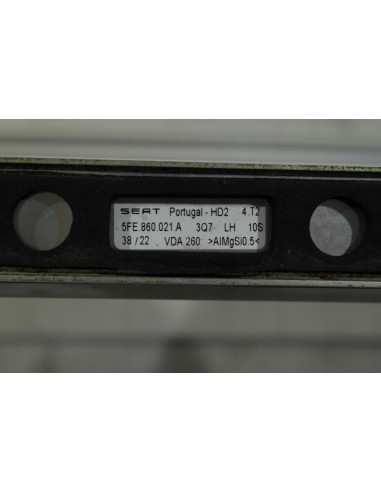 SEAT Portugal - HD2 4.T2
5FE.860.021.A 3Q7 LH 10S
38/22 VDA 260 >AlMgSi0.5<